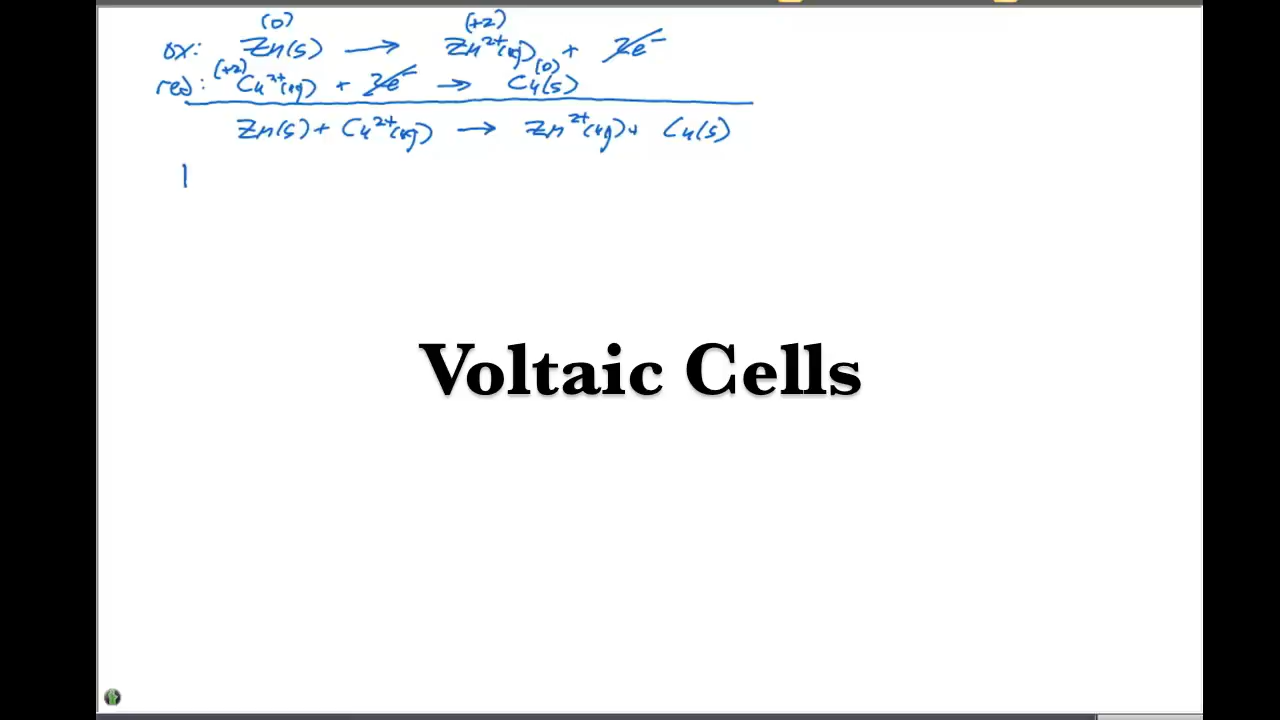 (0) (+2)
ox: Zn(s) → Zn²⁺(aq) + 2e⁻
(+2) (0)
red: Cu²⁺(aq) + 2e⁻ → Cu(s)
Zn(s) + Cu²⁺(aq) → Zn²⁺(aq) + Cu(s)
Voltaic Cells